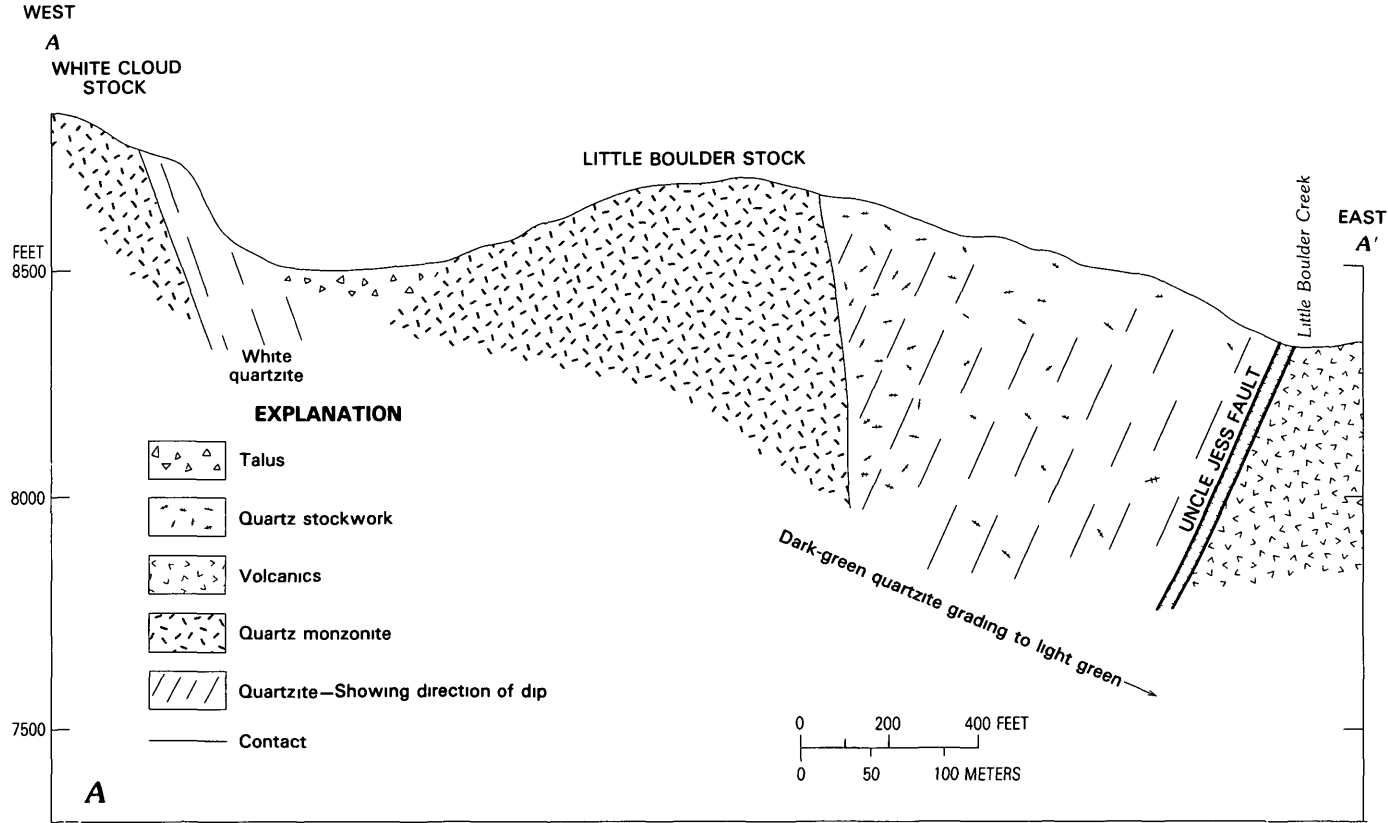 WEST
A
WHITE CLOUD
STOCK
LITTLE BOULDER STOCK
Little Boulder Creek
EAST
A'
FEET
8500
White
quartzite
EXPLANATION
Talus
Quartz stockwork
Volcanics
Quartz monzonite
Quartzite—Showing direction of dip
Contact
8000
7500
UNCLE JESS FAULT
Dark-green quartzite grading to light green
0 200 400 FEET
0 50 100 METERS
A